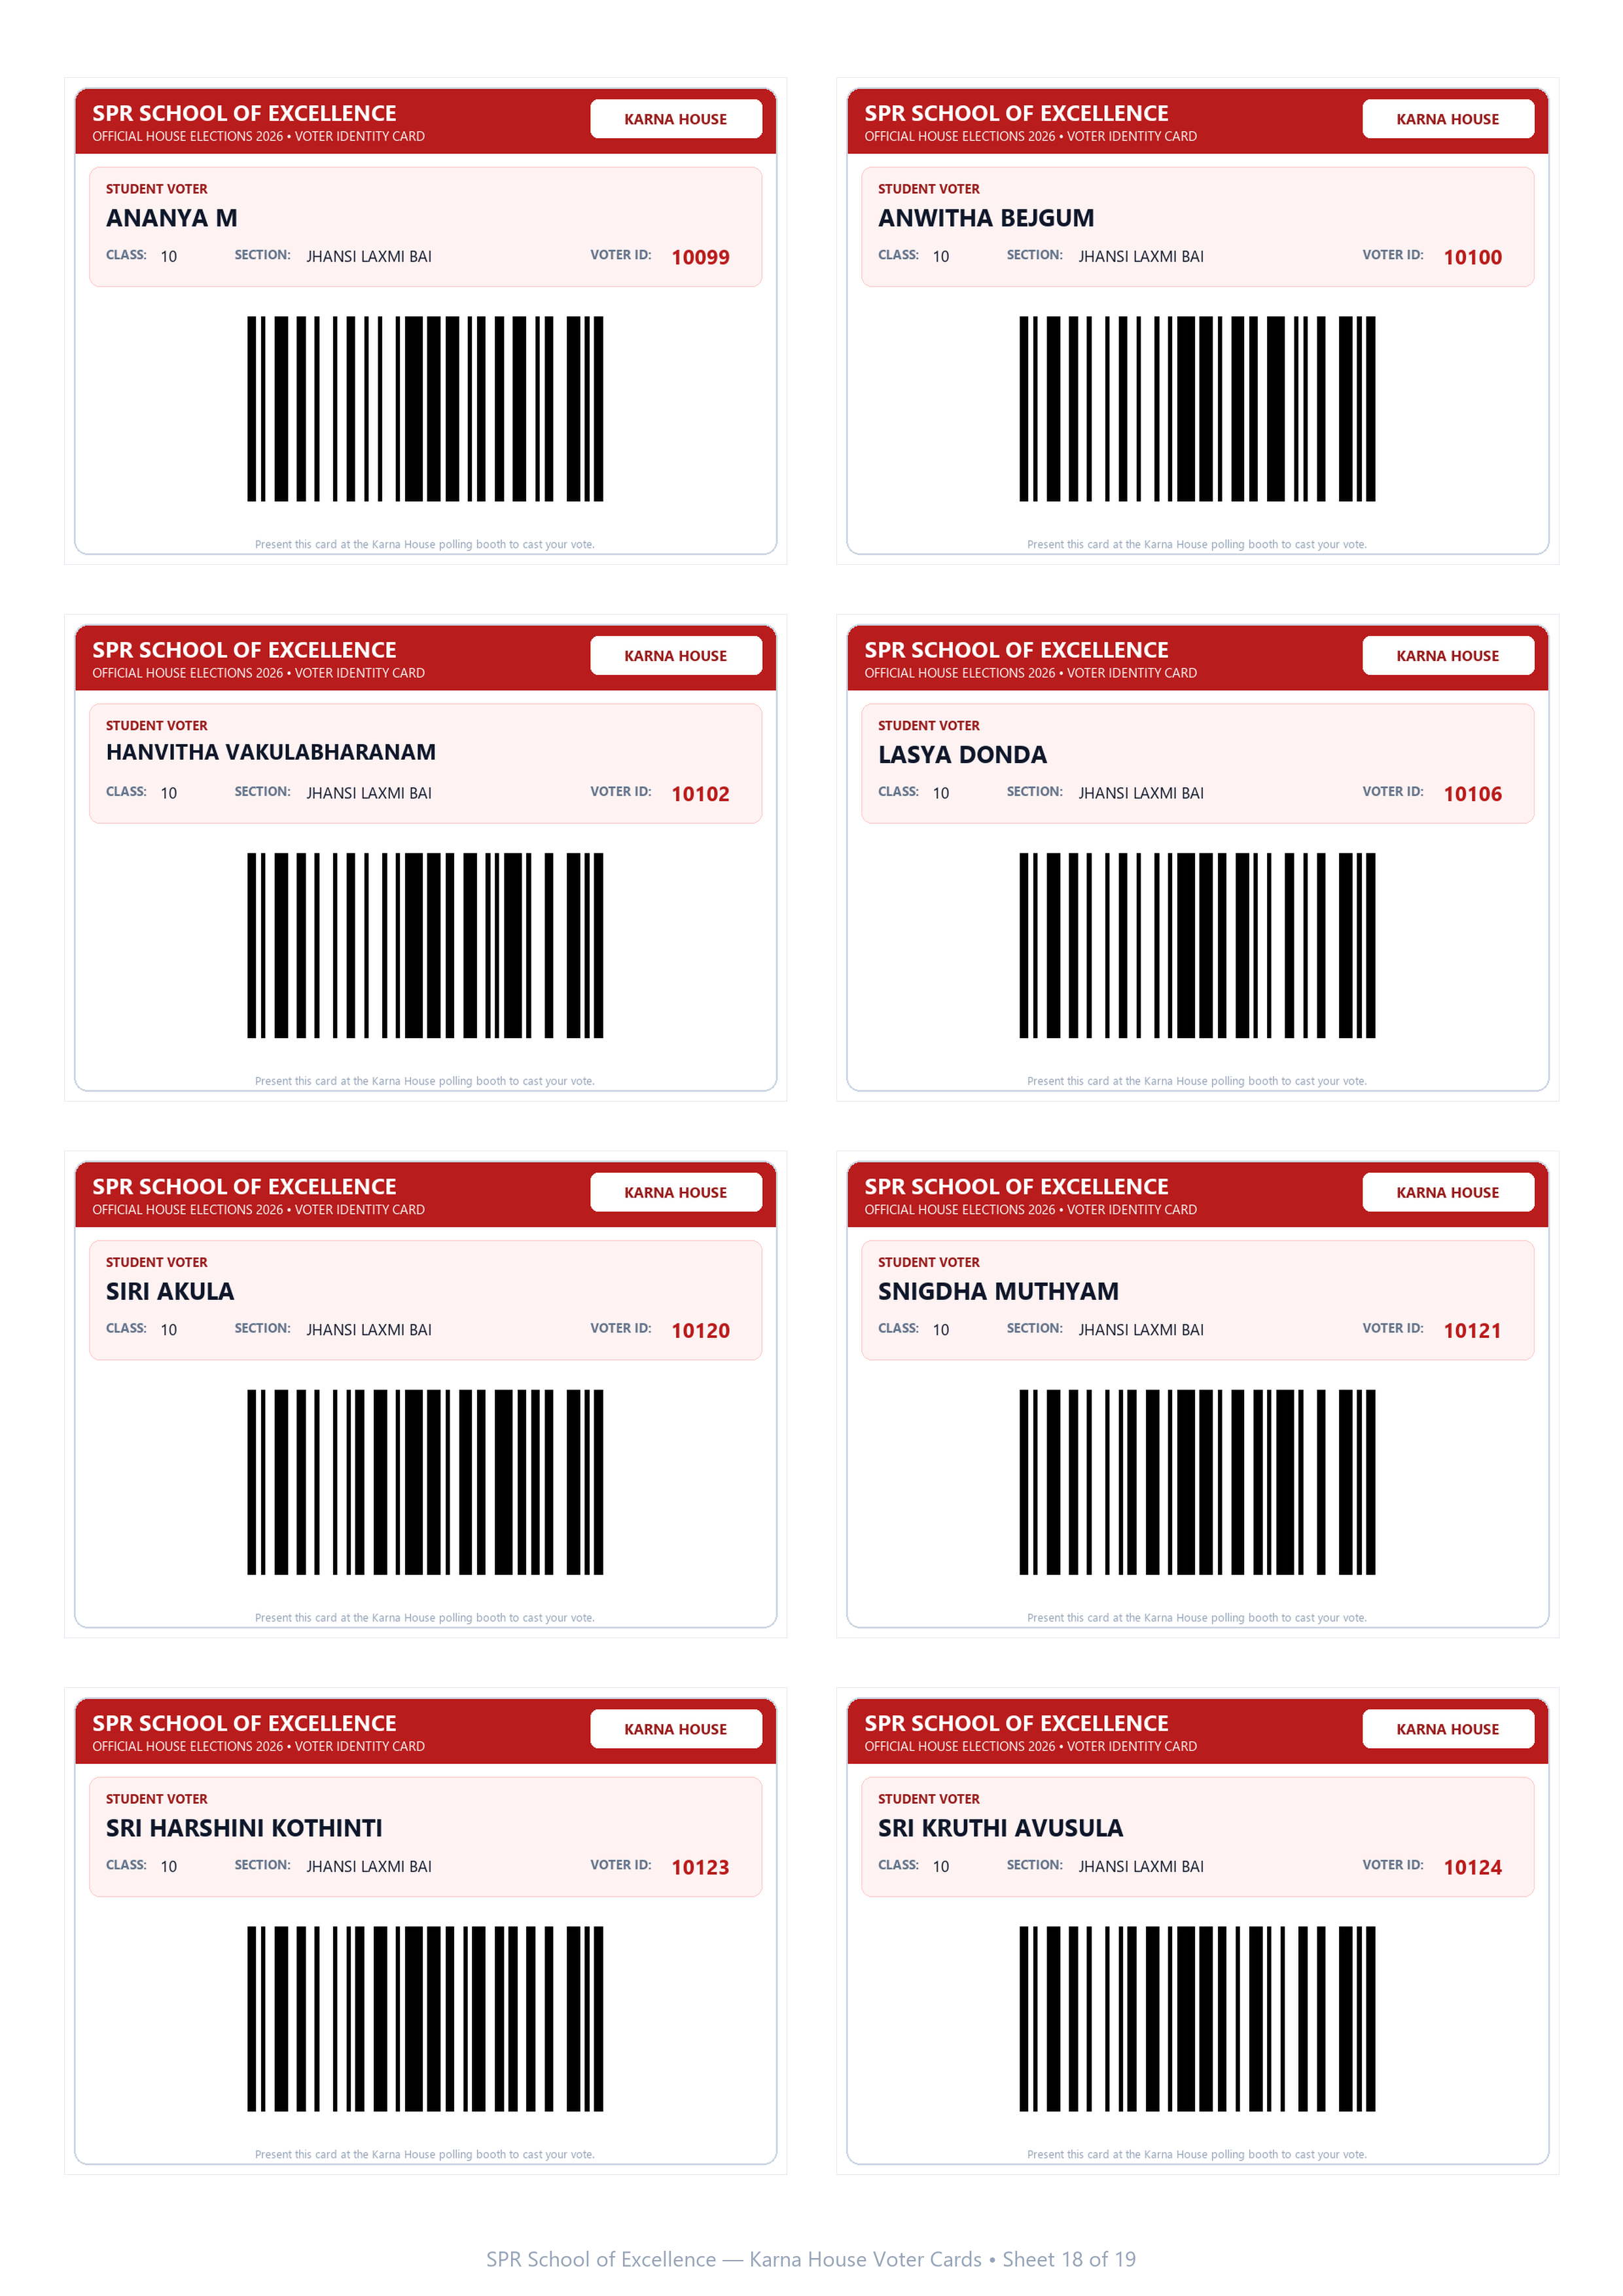 SPR SCHOOL OF EXCELLENCE
OFFICIAL HOUSE ELECTIONS 2026 • VOTER IDENTITY CARD
KARNA HOUSE
STUDENT VOTER
ANANYA M
CLASS: 10 SECTION: JHANSI LAXMI BAI VOTER ID: 10099
Present this card at the Karna House polling booth to cast your vote.
SPR SCHOOL OF EXCELLENCE
OFFICIAL HOUSE ELECTIONS 2026 • VOTER IDENTITY CARD
KARNA HOUSE
STUDENT VOTER
ANWITHA BEJGUM
CLASS: 10 SECTION: JHANSI LAXMI BAI VOTER ID: 10100
Present this card at the Karna House polling booth to cast your vote.
SPR SCHOOL OF EXCELLENCE
OFFICIAL HOUSE ELECTIONS 2026 • VOTER IDENTITY CARD
KARNA HOUSE
STUDENT VOTER
HANVITHA VAKULABHARANAM
CLASS: 10 SECTION: JHANSI LAXMI BAI VOTER ID: 10102
Present this card at the Karna House polling booth to cast your vote.
SPR SCHOOL OF EXCELLENCE
OFFICIAL HOUSE ELECTIONS 2026 • VOTER IDENTITY CARD
KARNA HOUSE
STUDENT VOTER
LASYA DONDA
CLASS: 10 SECTION: JHANSI LAXMI BAI VOTER ID: 10106
Present this card at the Karna House polling booth to cast your vote.
SPR SCHOOL OF EXCELLENCE
OFFICIAL HOUSE ELECTIONS 2026 • VOTER IDENTITY CARD
KARNA HOUSE
STUDENT VOTER
SIRI AKULA
CLASS: 10 SECTION: JHANSI LAXMI BAI VOTER ID: 10120
Present this card at the Karna House polling booth to cast your vote.
SPR SCHOOL OF EXCELLENCE
OFFICIAL HOUSE ELECTIONS 2026 • VOTER IDENTITY CARD
KARNA HOUSE
STUDENT VOTER
SNIGDHA MUTHYAM
CLASS: 10 SECTION: JHANSI LAXMI BAI VOTER ID: 10121
Present this card at the Karna House polling booth to cast your vote.
SPR SCHOOL OF EXCELLENCE
OFFICIAL HOUSE ELECTIONS 2026 • VOTER IDENTITY CARD
KARNA HOUSE
STUDENT VOTER
SRI HARSHINI KOTHINTI
CLASS: 10 SECTION: JHANSI LAXMI BAI VOTER ID: 10123
Present this card at the Karna House polling booth to cast your vote.
SPR SCHOOL OF EXCELLENCE
OFFICIAL HOUSE ELECTIONS 2026 • VOTER IDENTITY CARD
KARNA HOUSE
STUDENT VOTER
SRI KRUTHI AVUSULA
CLASS: 10 SECTION: JHANSI LAXMI BAI VOTER ID: 10124
Present this card at the Karna House polling booth to cast your vote.
SPR School of Excellence — Karna House Voter Cards • Sheet 18 of 19